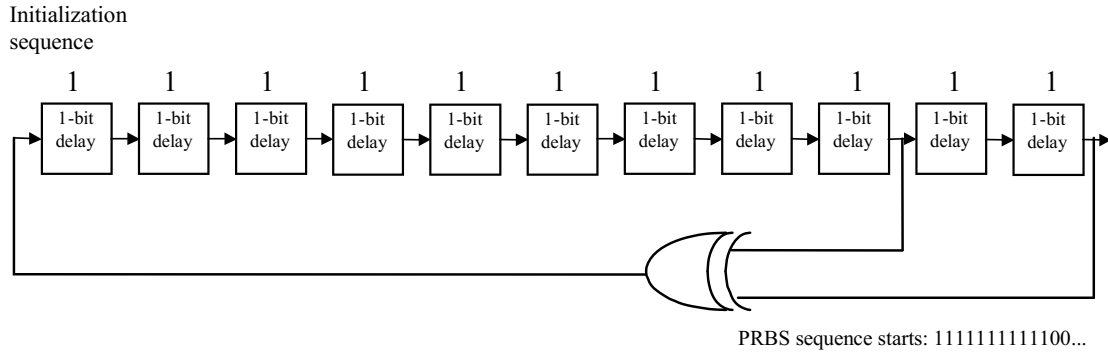 Initialization
sequence
1 1 1 1 1 1 1 1 1 1 1
1-bit 1-bit 1-bit 1-bit 1-bit 1-bit 1-bit 1-bit 1-bit 1-bit 1-bit
delay delay delay delay delay delay delay delay delay delay delay
PRBS sequence starts: 1111111111100...